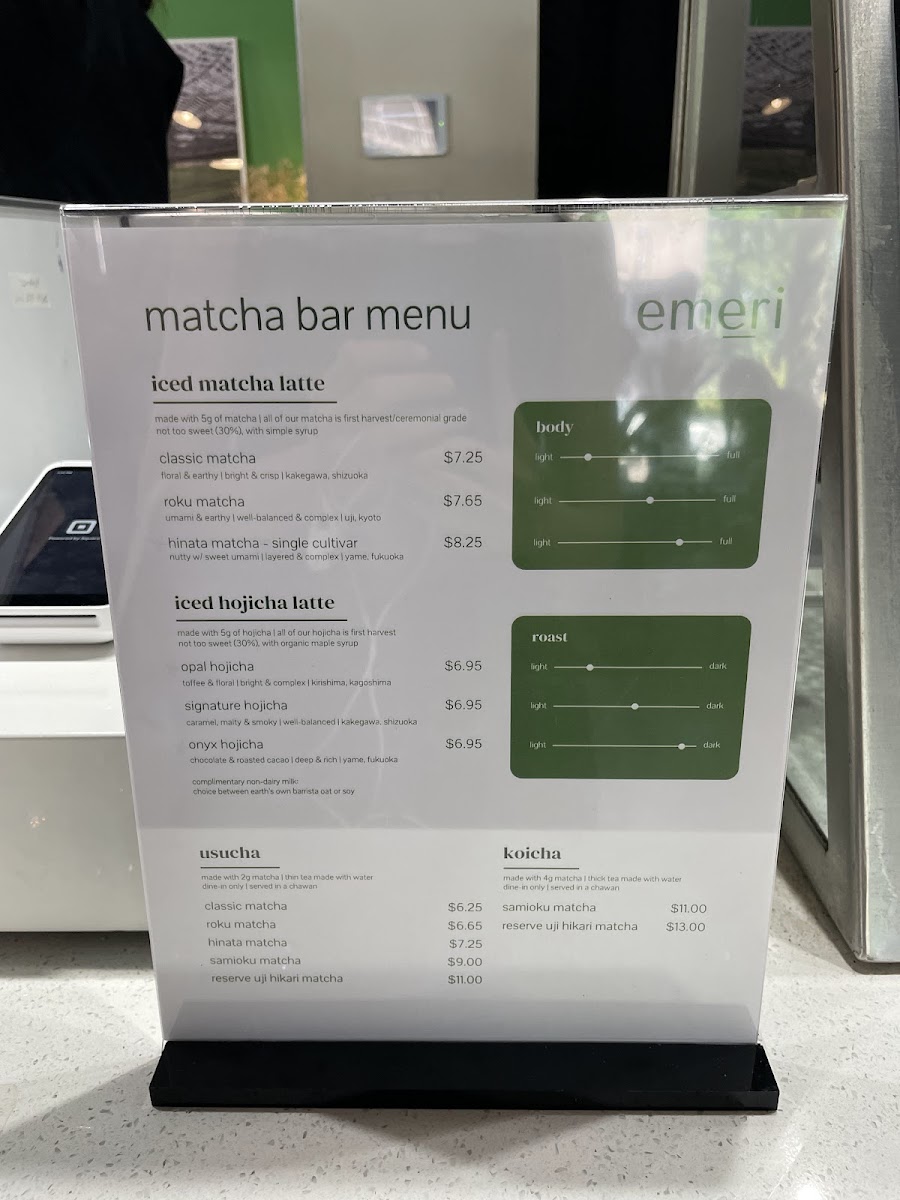 matcha bar menu
emeri
iced matcha latte
made with 5g of matcha | all of our matcha is first harvest/ceremonial grade
not too sweet (30%), with simple syrup
classic matcha $7.25
floral & earthy | bright & crisp | kakegawa, shizuoka
roku matcha $7.65
umami & earthy | well-balanced & complex | uji, kyoto
hinata matcha - single cultivar $8.25
nutty w/ sweet umami | layered & complex | yame, fukuoka
body
light full
light full
light full
iced hojicha latte
made with 5g of hojicha | all of our hojicha is first harvest
not too sweet (30%), with organic maple syrup
opal hojicha $6.95
toffee & floral | bright & complex | kirishima, kagoshima
signature hojicha $6.95
caramel, malty & smoky | well-balanced | kakegawa, shizuoka
onyx hojicha $6.95
chocolate & roasted cacao | deep & rich | yame, fukuoka
complimentary non-dairy milk:
choice between earth's own barrista oat or soy
roast
light dark
light dark
light dark
usucha
made with 2g matcha | thin tea made with water
dine-in only | served in a chawan
classic matcha $6.25
roku matcha $6.65
hinata matcha $7.25
samioku matcha $9.00
reserve uji hikari matcha $11.00
koicha
made with 4g matcha | thick tea made with water
dine-in only | served in a chawan
samioku matcha $11.00
reserve uji hikari matcha $13.00